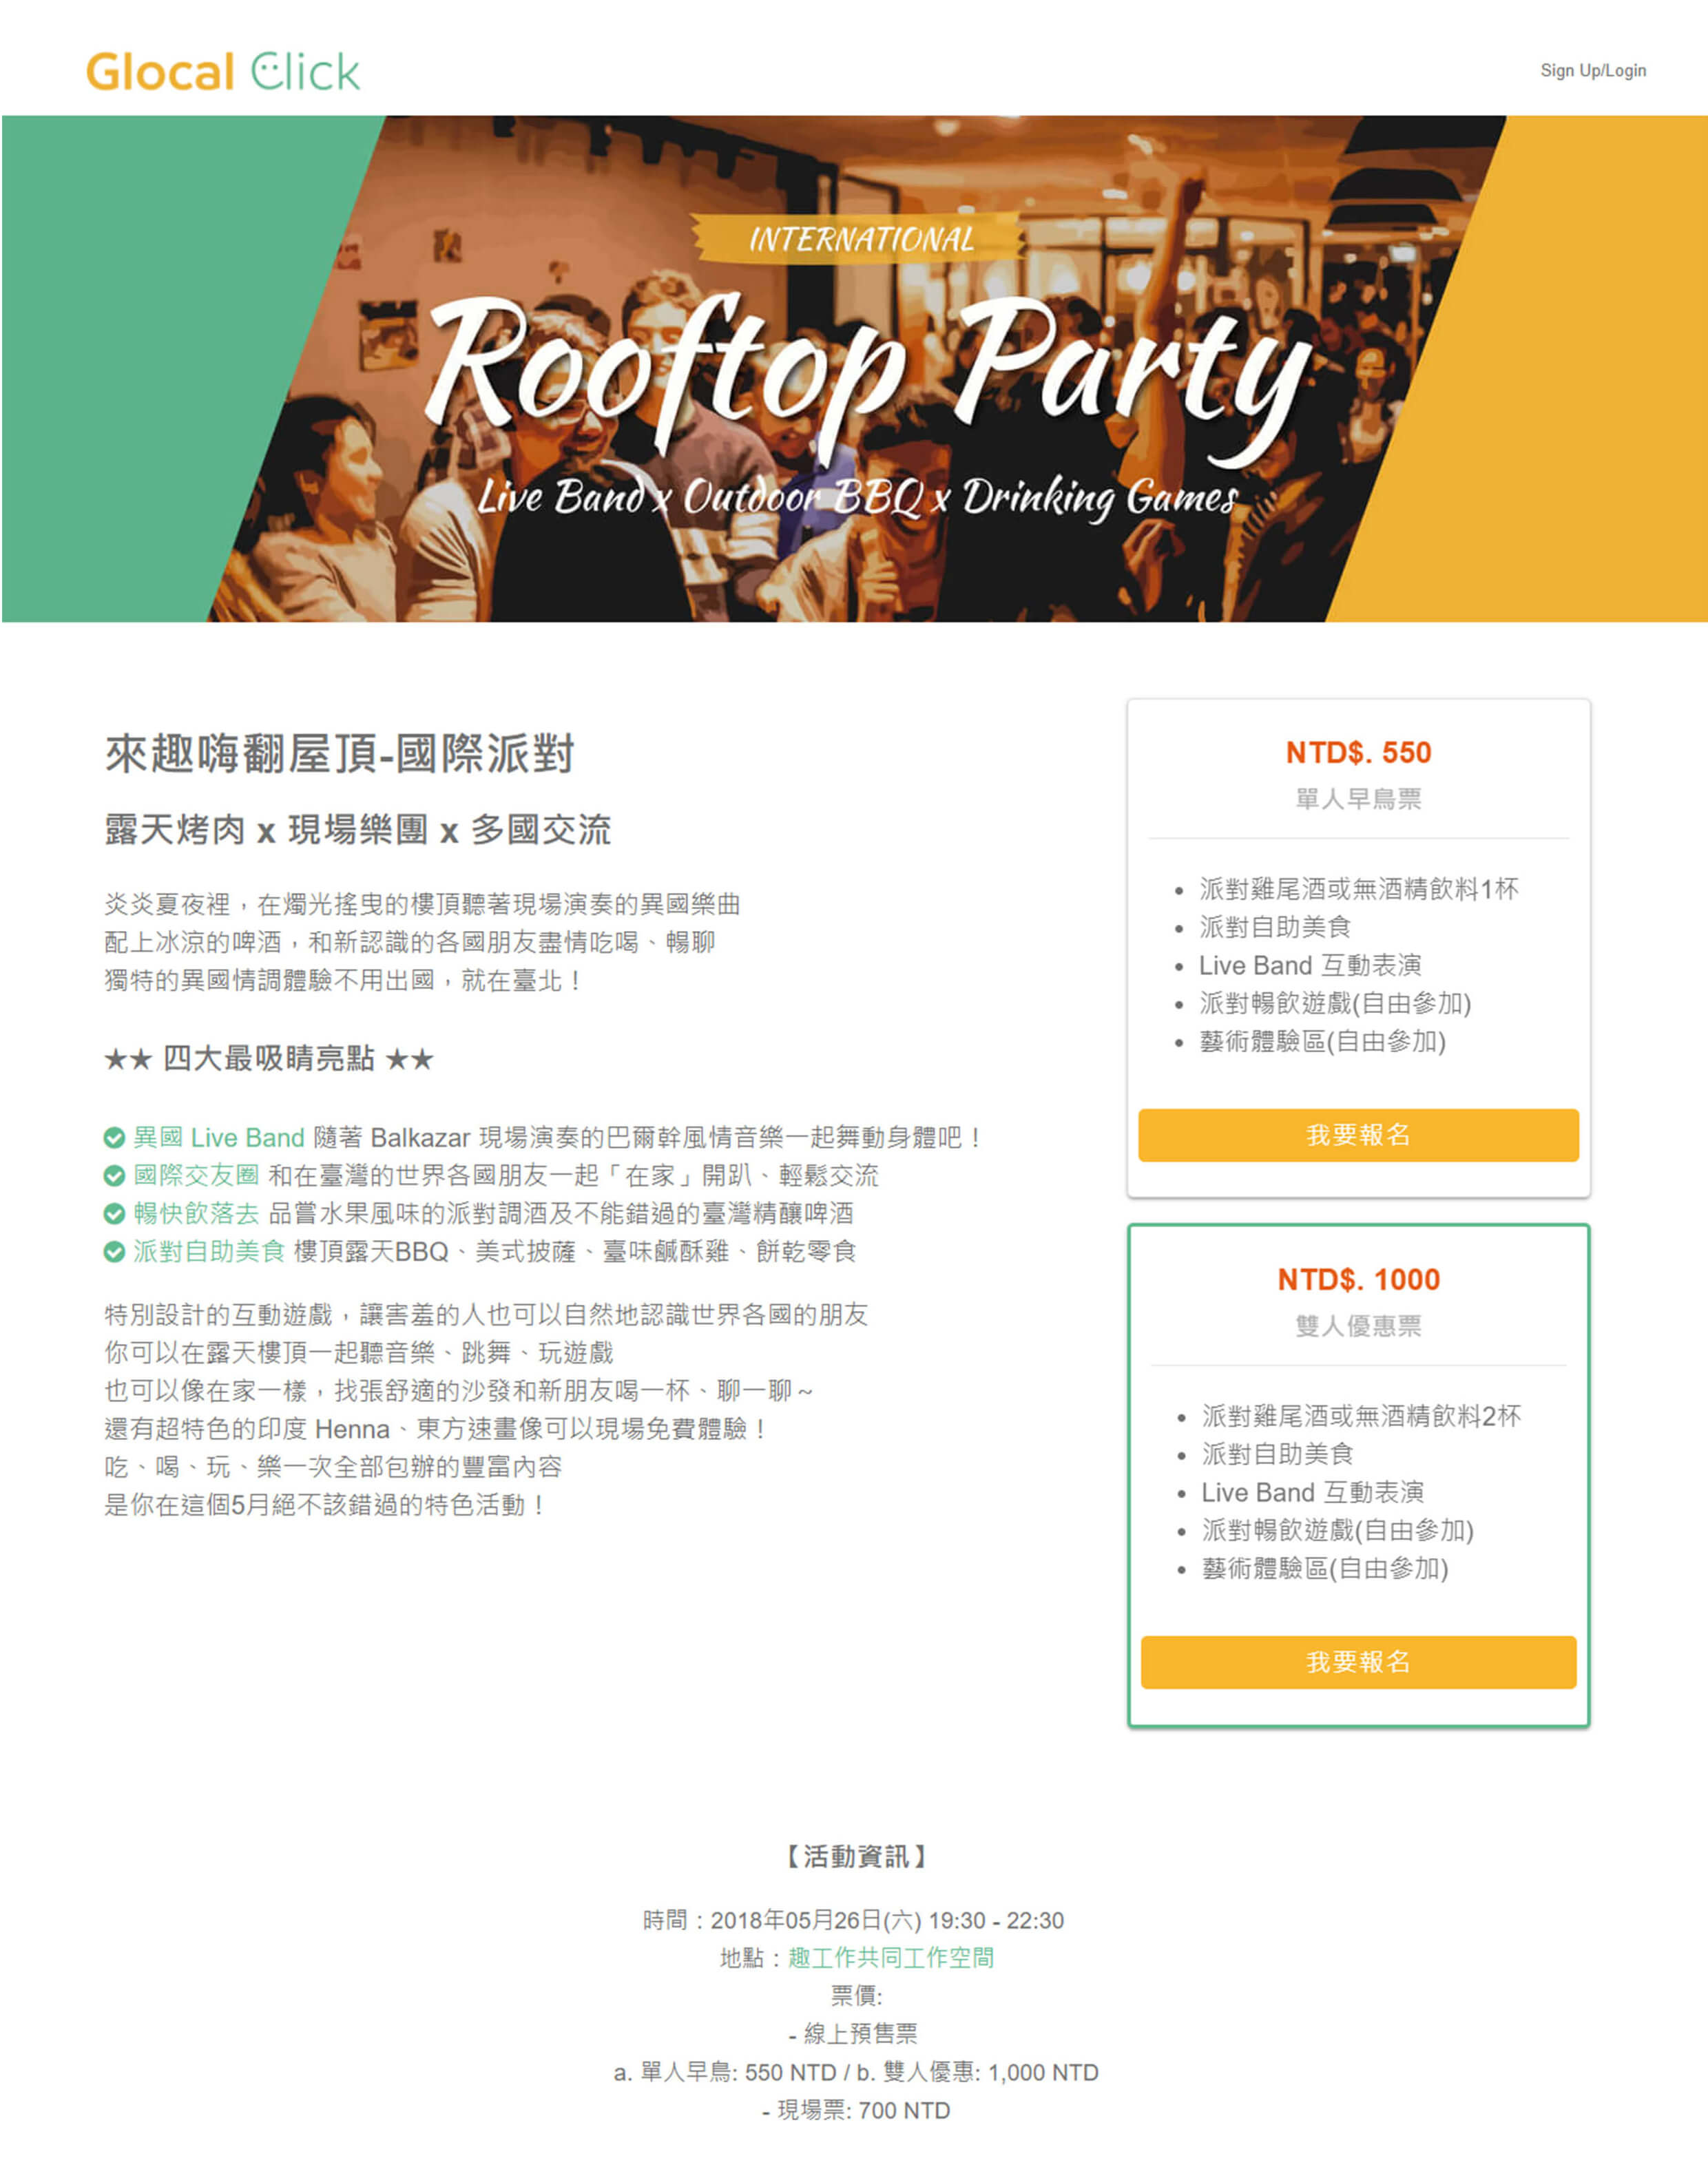 Glocal Click
Sign Up/Login
INTERNATIONAL
Rooftop Party
Live Band x Outdoor BBQ x Drinking Games
來趣嗨翻屋頂-國際派對
露天烤肉 x 現場樂團 x 多國交流
炎炎夏夜裡，在燭光搖曳的樓頂聽著現場演奏的異國樂曲
配上冰涼的啤酒，和新認識的各國朋友盡情吃喝、暢聊
獨特的異國情調體驗不用出國，就在臺北！
★★ 四大最吸睛亮點 ★★
異國 Live Band 隨著 Balkazar 現場演奏的巴爾幹風情音樂一起舞動身體吧！
國際交友圈 和在臺灣的世界各國朋友一起「在家」開趴、輕鬆交流
暢快飲落去 品嘗水果風味的派對調酒及不能錯過的臺灣精釀啤酒
派對自助美食 樓頂露天BBQ、美式披薩、臺味鹹酥雞、餅乾零食
特別設計的互動遊戲，讓害羞的人也可以自然地認識世界各國的朋友
你可以在露天樓頂一起聽音樂、跳舞、玩遊戲
也可以像在家一樣，找張舒適的沙發和新朋友喝一杯、聊一聊～
還有超特色的印度 Henna、東方速畫像可以現場免費體驗！
吃、喝、玩、樂一次全部包辦的豐富內容
是你在這個5月絕不該錯過的特色活動！
NTD$. 550
單人早鳥票
• 派對雞尾酒或無酒精飲料1杯
• 派對自助美食
• Live Band 互動表演
• 派對暢飲遊戲(自由參加)
• 藝術體驗區(自由參加)
我要報名
NTD$. 1000
雙人優惠票
• 派對雞尾酒或無酒精飲料2杯
• 派對自助美食
• Live Band 互動表演
• 派對暢飲遊戲(自由參加)
• 藝術體驗區(自由參加)
我要報名
【活動資訊】
時間：2018年05月26日(六) 19:30 - 22:30
地點：趣工作共同工作空間
票價:
- 線上預售票
a. 單人早鳥: 550 NTD / b. 雙人優惠: 1,000 NTD
- 現場票: 700 NTD